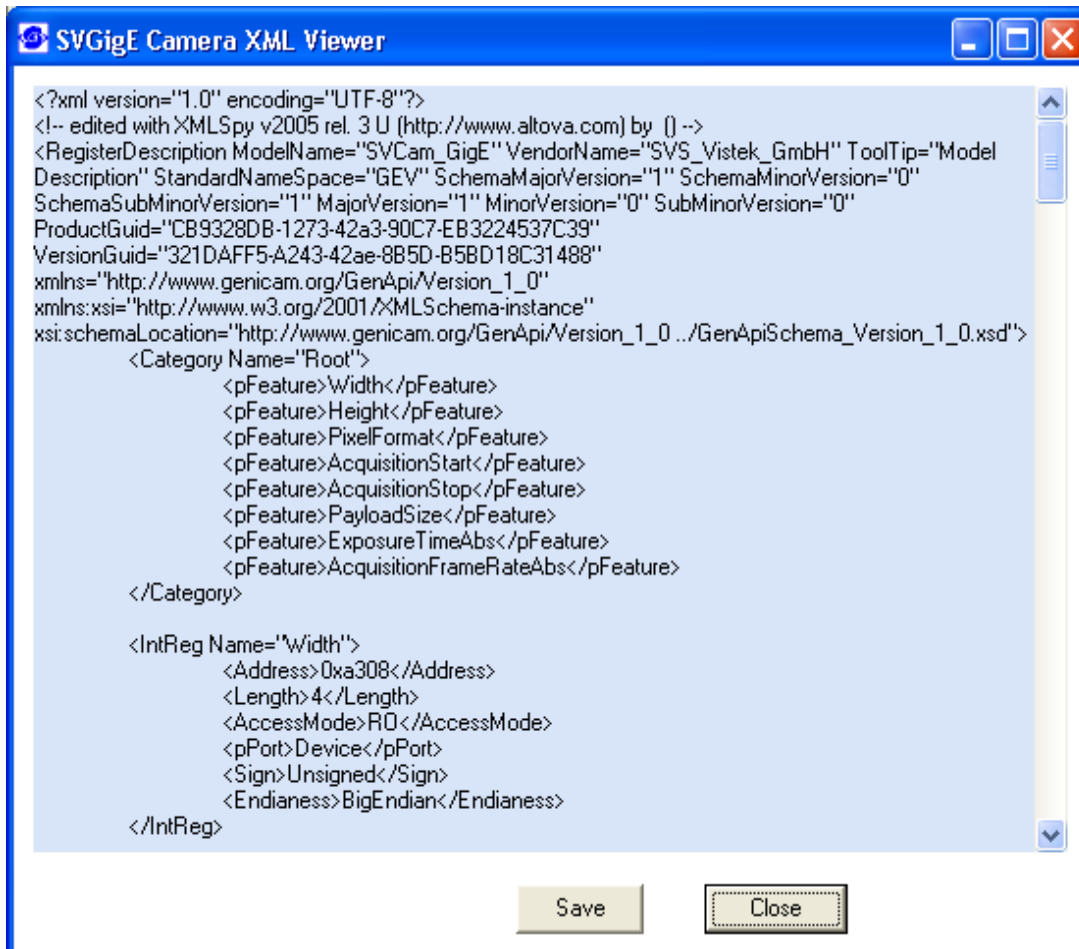 SVGigE Camera XML Viewer
<?xml version="1.0" encoding="UTF-8"?>
<!-- edited with XMLSpy v2005 rel. 3 U (http://www.altova.com) by  () -->
<RegisterDescription ModelName="SVCam_GigE" VendorName="SVS_Vistek_GmbH" ToolTip="Model
Description" StandardNameSpace="GEV" SchemaMajorVersion="1" SchemaMinorVersion="0"
SchemaSubMinorVersion="1" MajorVersion="1" MinorVersion="0" SubMinorVersion="0"
ProductGuid="CB9328DB-1273-42a3-90C7-EB3224537C39"
VersionGuid="321DAFF5-A243-42ae-8B5D-B5BD18C31488"
xmlns="http://www.genicam.org/GenApi/Version_1_0"
xmlns:xsi="http://www.w3.org/2001/XMLSchema-instance"
xsi:schemaLocation="http://www.genicam.org/GenApi/Version_1_0 ../GenApiSchema_Version_1_0.xsd">
<Category Name="Root">
<pFeature>Width</pFeature>
<pFeature>Height</pFeature>
<pFeature>PixelFormat</pFeature>
<pFeature>AcquisitionStart</pFeature>
<pFeature>AcquisitionStop</pFeature>
<pFeature>PayloadSize</pFeature>
<pFeature>ExposureTimeAbs</pFeature>
<pFeature>AcquisitionFrameRateAbs</pFeature>
</Category>
<IntReg Name="Width">
<Address>0xa308</Address>
<Length>4</Length>
<AccessMode>RO</AccessMode>
<pPort>Device</pPort>
<Sign>Unsigned</Sign>
<Endianess>BigEndian</Endianess>
</IntReg>
Save
Close